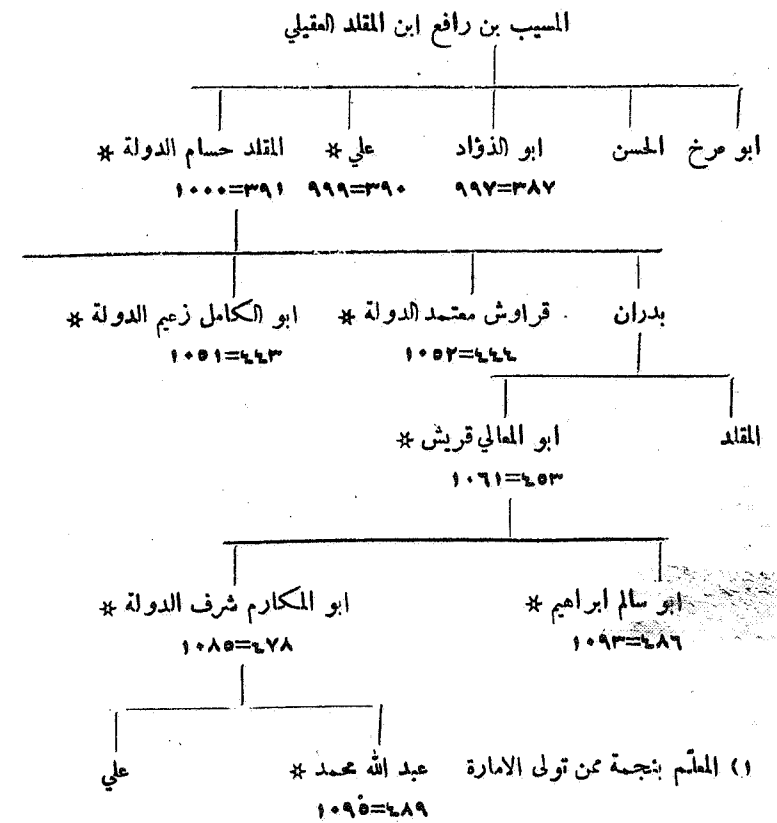 المسيب بن رافع ابن المقلد العقيلي
ابو مرخ الحسن ابو الذؤاد علي * المقلد حسام الدولة *
٣٨٧=٩٩٧ ٣٩٠=٩٩٩ ٣٩١=١٠٠٠
بدران قراوش معتمد الدولة * ابو الكامل زعيم الدولة *
٤٤٤=١٠٥٢ ٤٤٣=١٠٥١
المقلد ابو المعالي قريش *
٤٥٣=١٠٦١
ابو سالم ابراهيم * ابو المكارم شرف الدولة *
٤٨٦=١٠٩٣ ٤٧٨=١٠٨٥
١) المعلّم بنجمة ممن تولى الامارة عبد الله محمد * علي
٤٨٩=١٠٩٥